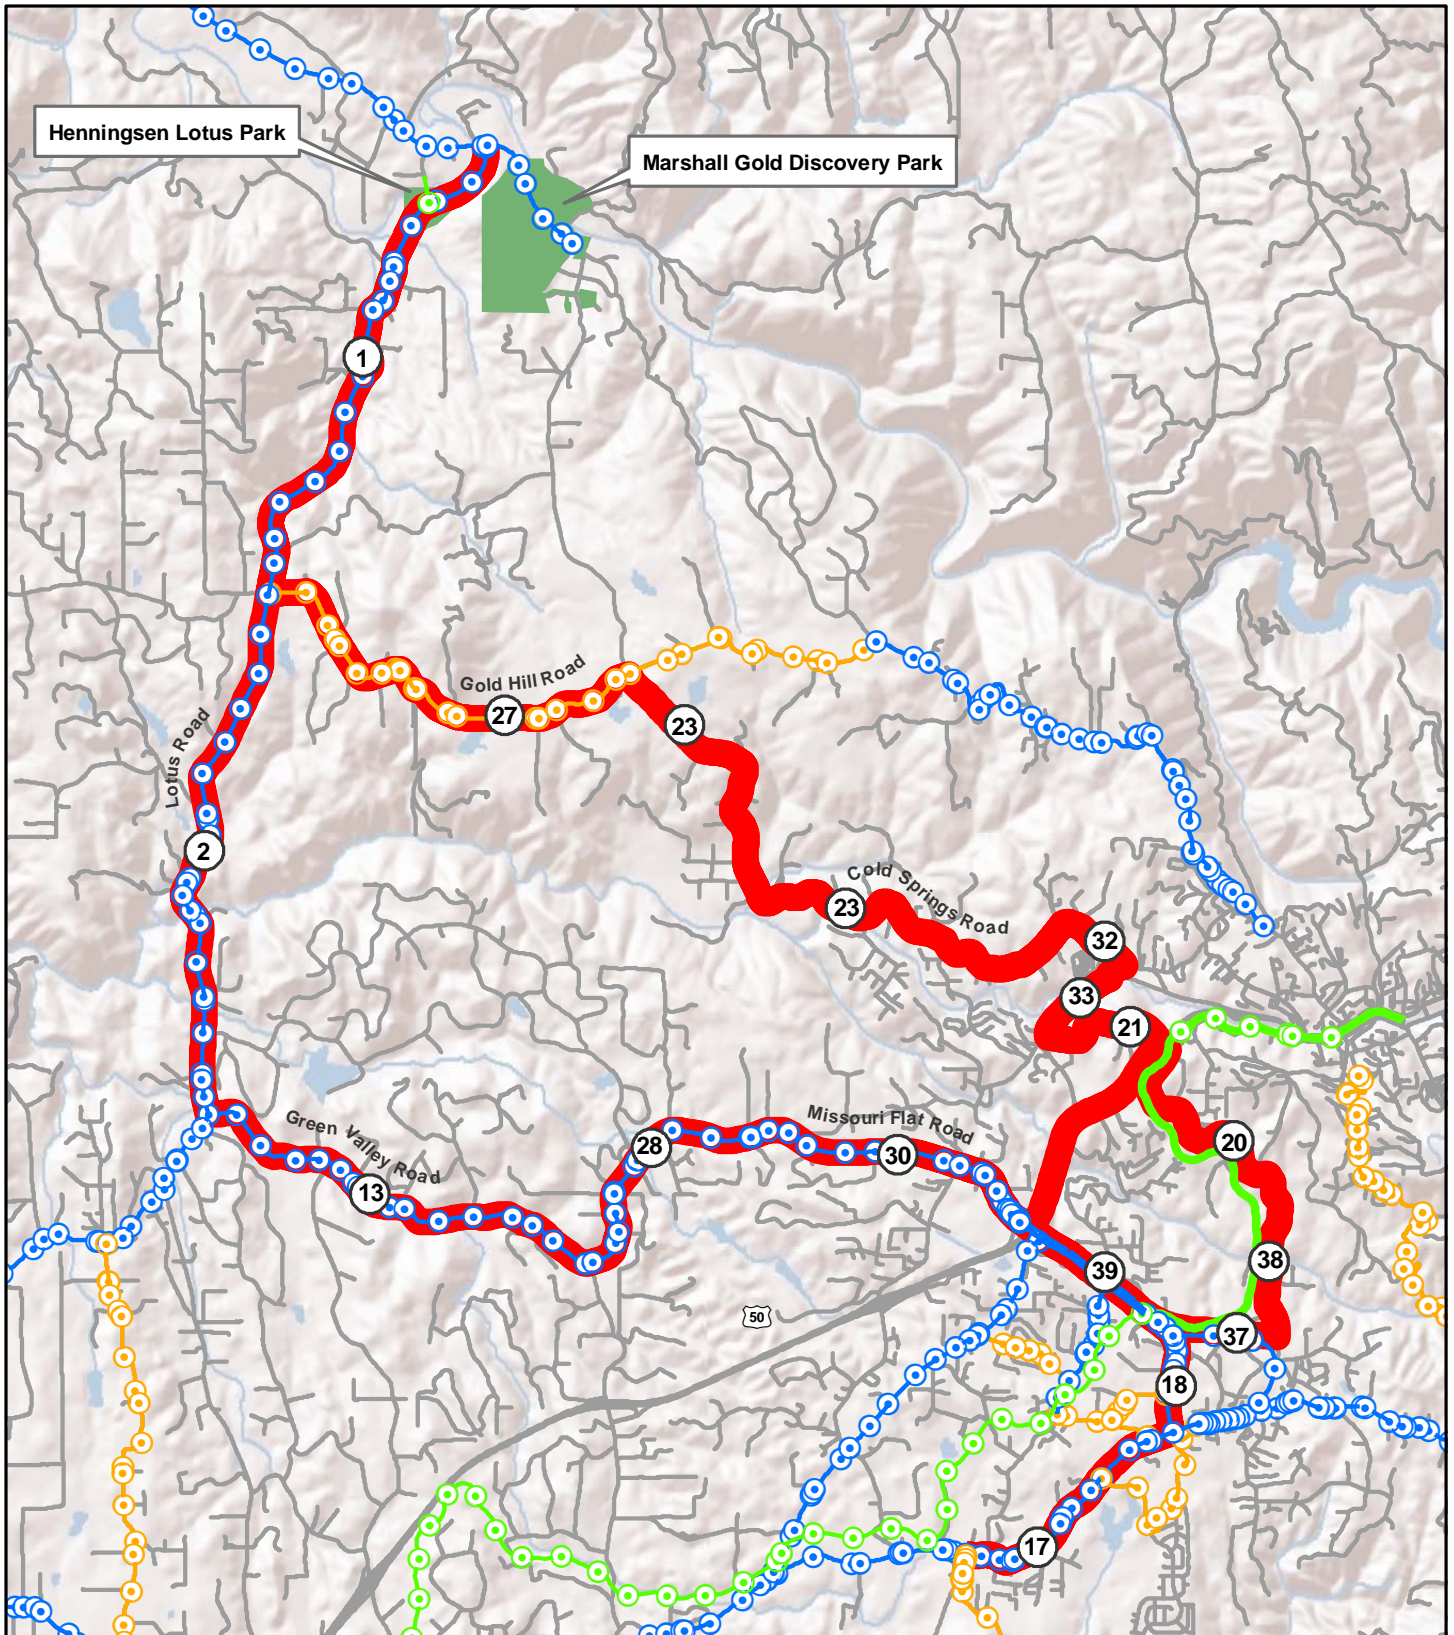 Henningsen Lotus Park
Marshall Gold Discovery Park
1
Gold Hill Road
27
23
Lotus Road
2
Cold Springs Road
23
32
33
21
Green Valley Road
Missouri Flat Road
28
30
20
13
38
39
50
37
18
17